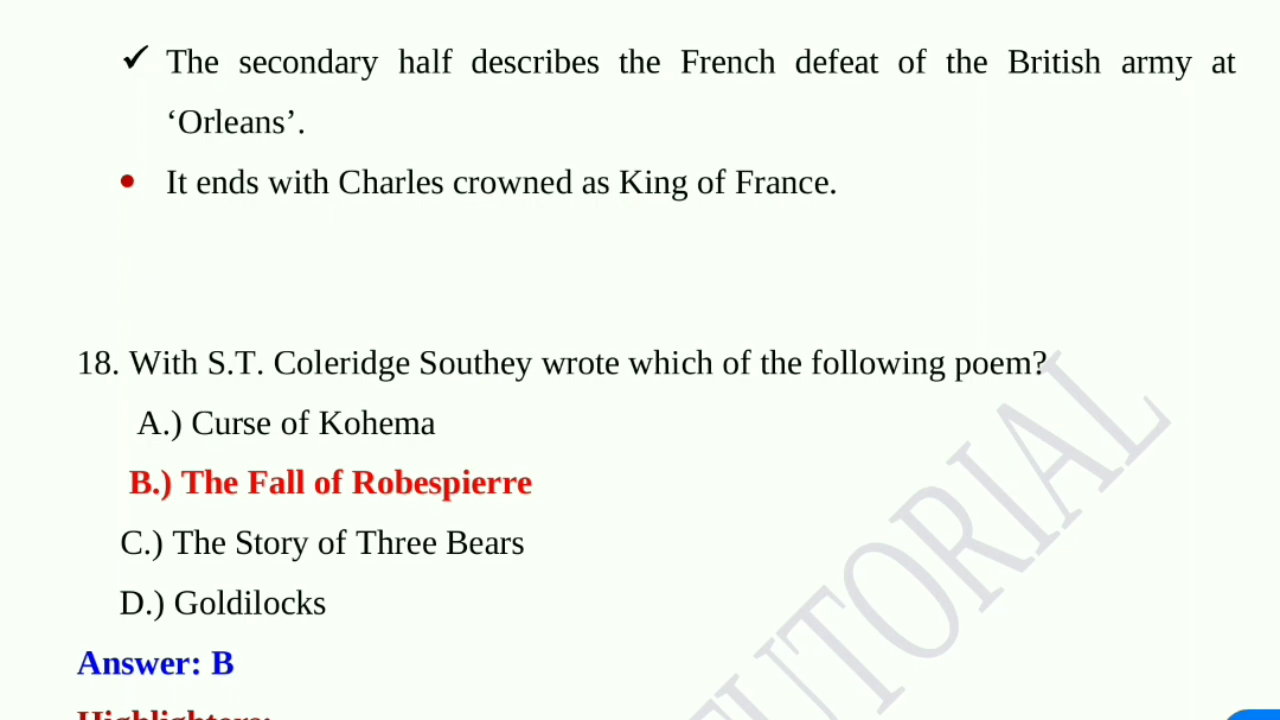 ✓ The secondary half describes the French defeat of the British army at
‘Orleans’.
• It ends with Charles crowned as King of France.
18. With S.T. Coleridge Southey wrote which of the following poem?
A.) Curse of Kohema
B.) The Fall of Robespierre
C.) The Story of Three Bears
D.) Goldilocks
Answer: B
Highlighters:
TUTORIAL